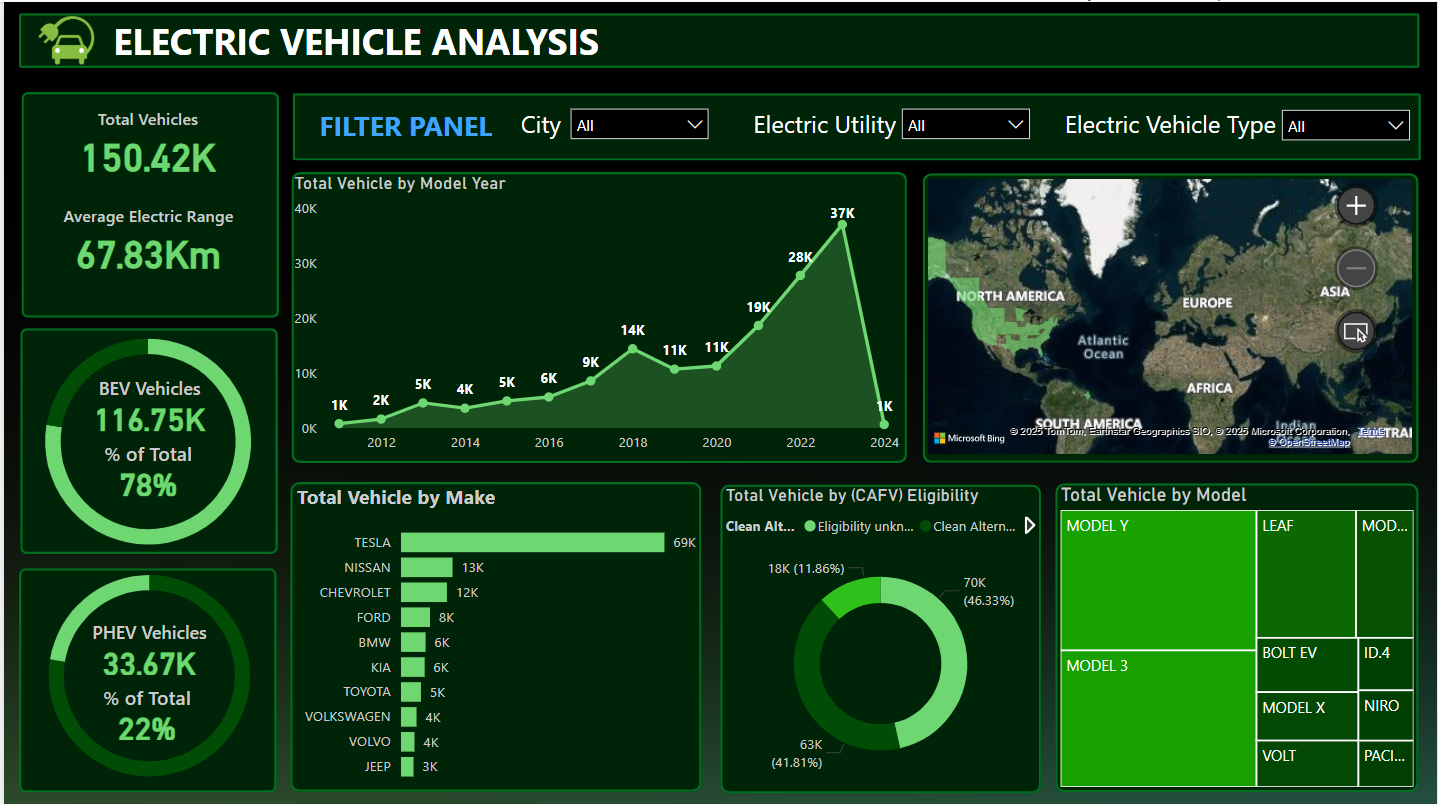 ELECTRIC VEHICLE ANALYSIS
Total Vehicles
150.42K
Average Electric Range
67.83Km
FILTER PANEL
City
All
Electric Utility
All
Electric Vehicle Type
All
BEV Vehicles
116.75K
% of Total
78%
PHEV Vehicles
33.67K
% of Total
22%
Total Vehicle by Model Year
40K
30K
20K
10K
0K
1K
2K
5K
4K
5K
6K
9K
14K
11K
11K
19K
28K
37K
1K
2012
2014
2016
2018
2020
2022
2024
NORTH AMERICA
EUROPE
ASIA
Atlantic
Ocean
AFRICA
SOUTH AMERICA
Indian
Microsoft Bing
© 2025 TomTom, Earthstar Geographics SIO, © 2025 Microsoft Corporation,
Terms
© OpenStreetMap
Total Vehicle by Make
TESLA 69K
NISSAN 13K
CHEVROLET 12K
FORD 8K
BMW 6K
KIA 6K
TOYOTA 5K
VOLKSWAGEN 4K
VOLVO 4K
JEEP 3K
Total Vehicle by (CAFV) Eligibility
Clean Alt... Eligibility unkn... Clean Altern...
18K (11.86%)
70K
(46.33%)
63K
(41.81%)
Total Vehicle by Model
MODEL Y
LEAF
MOD...
MODEL 3
BOLT EV
ID.4
MODEL X
NIRO
VOLT
PACI...